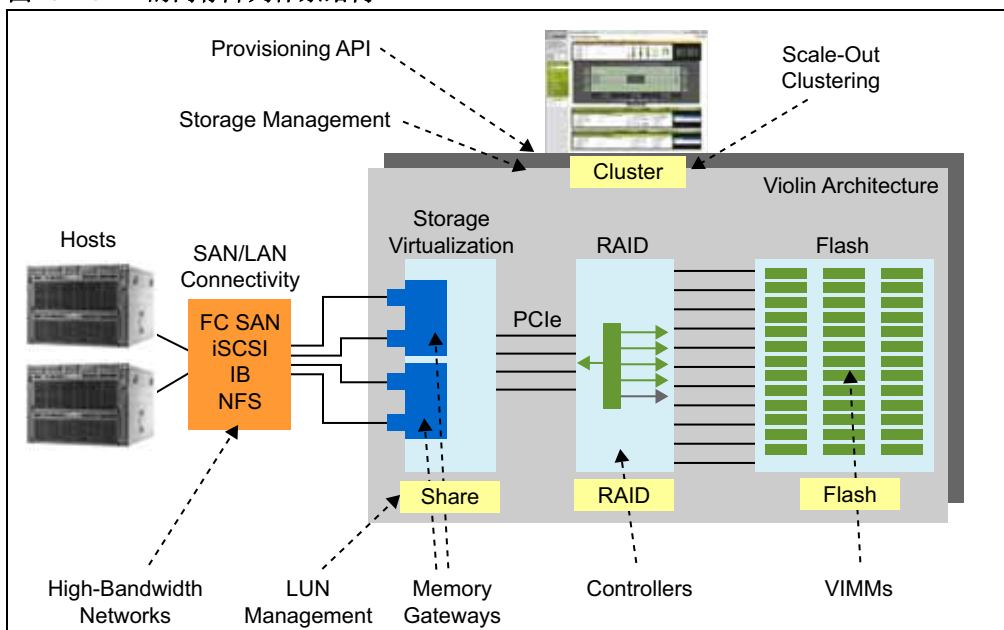 Provisioning API
Scale-Out
Clustering
Storage Management
Cluster
Violin Architecture
Hosts
SAN/LAN
Connectivity
Storage
Virtualization
RAID
Flash
FC SAN
iSCSI
IB
NFS
PCIe
Share
RAID
Flash
High-Bandwidth
Networks
LUN
Management
Memory
Gateways
Controllers
VIMMs